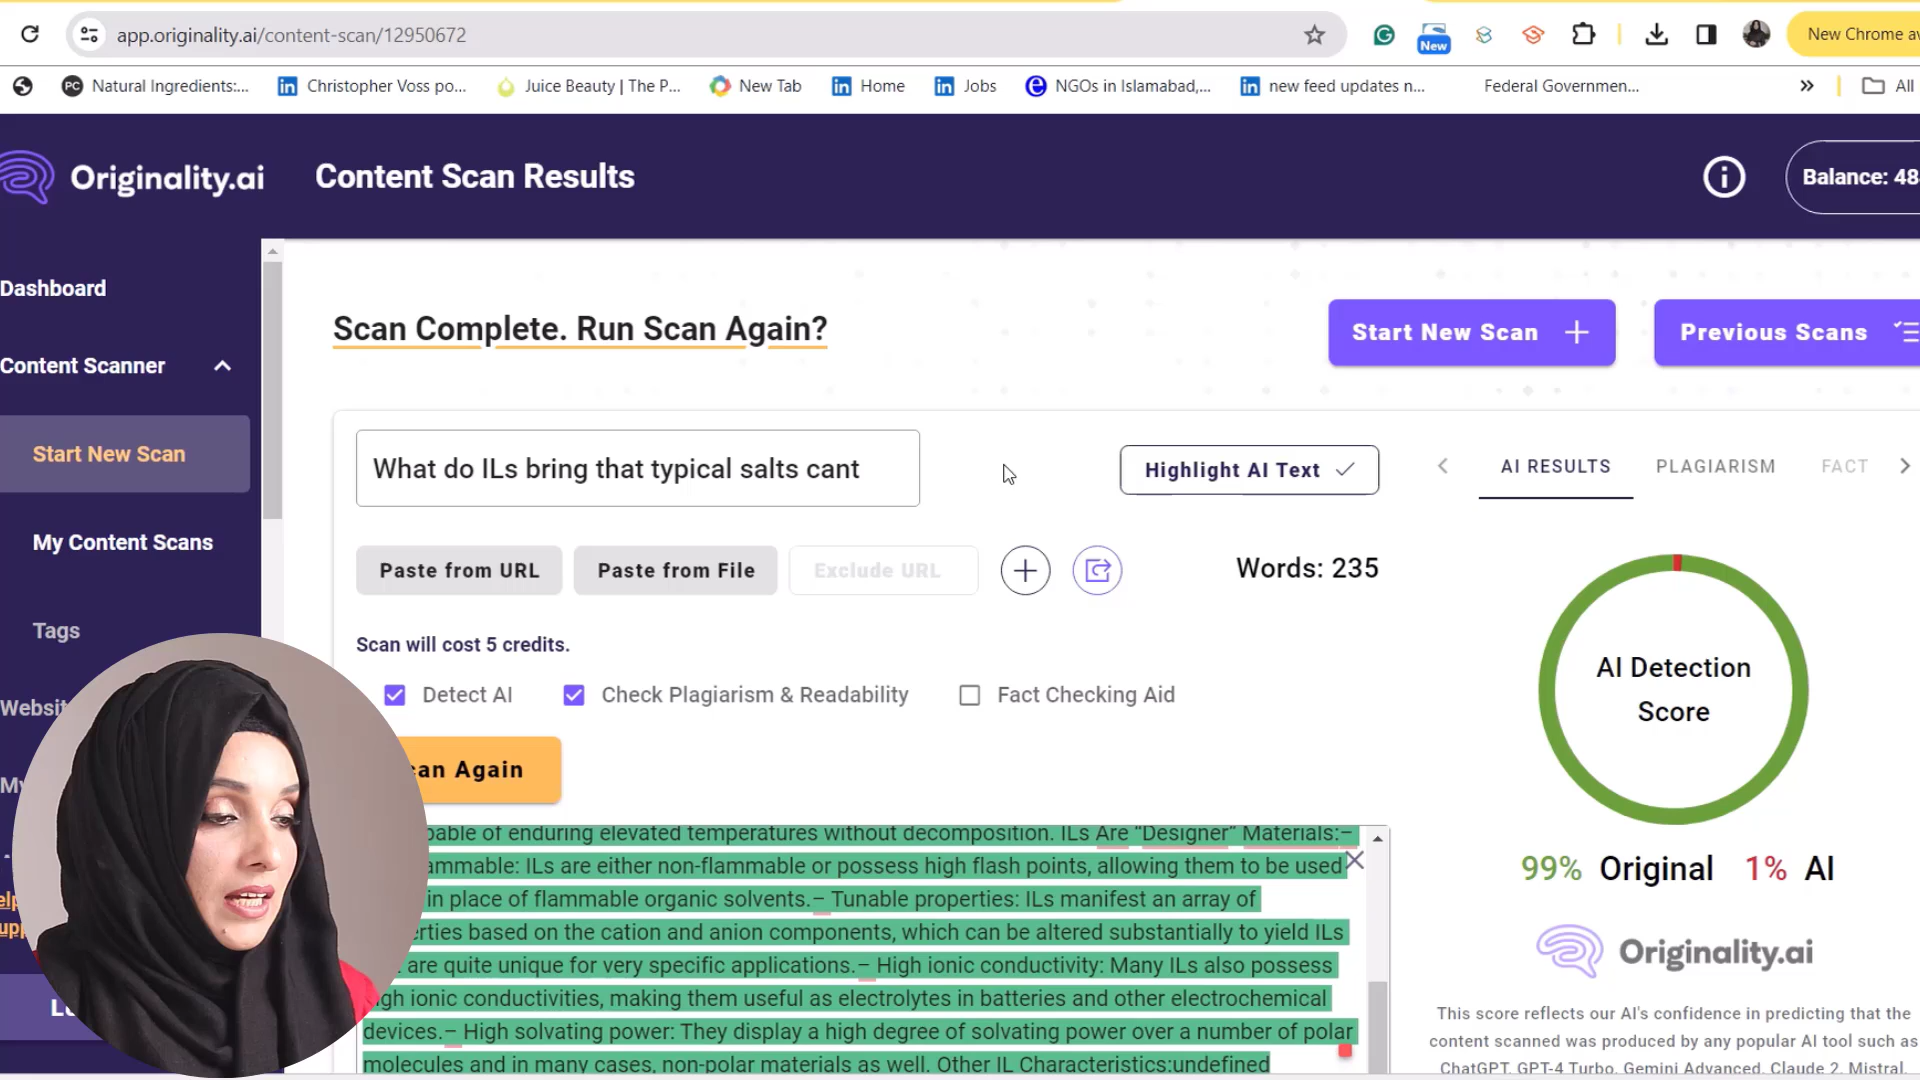 app.originality.ai/content-scan/12950672
New
New Chrome av
Natural Ingredients:...
Christopher Voss po...
Juice Beauty | The P...
New Tab
Home
Jobs
NGOs in Islamabad,...
new feed updates n...
Federal Governmen...
All
Originality.ai
Content Scan Results
Balance: 48
Dashboard
Content Scanner
Start New Scan
My Content Scans
Tags
Websit
My
Scan Complete. Run Scan Again?
Start New Scan
Previous Scans
What do ILs bring that typical salts cant
Highlight AI Text
Paste from URL
Paste from File
Exclude URL
Words: 235
Scan will cost 5 credits.
Detect AI
Check Plagiarism & Readability
Fact Checking Aid
can Again
pable of enduring elevated temperatures without decomposition. ILs Are “Designer” Materials:–
ammable: ILs are either non-flammable or possess high flash points, allowing them to be used
in place of flammable organic solvents.– Tunable properties: ILs manifest an array of
erties based on the cation and anion components, which can be altered substantially to yield ILs
are quite unique for very specific applications.– High ionic conductivity: Many ILs also possess
igh ionic conductivities, making them useful as electrolytes in batteries and other electrochemical
devices.– High solvating power: They display a high degree of solvating power over a number of polar
molecules and in many cases, non-polar materials as well. Other IL Characteristics:undefined
AI RESULTS
PLAGIARISM
FACT
AI Detection
Score
99% Original 1% AI
Originality.ai
This score reflects our AI's confidence in predicting that the
content scanned was produced by any popular AI tool such as
ChatGPT, GPT-4 Turbo, Gemini Advanced, Claude 2, Mistral,